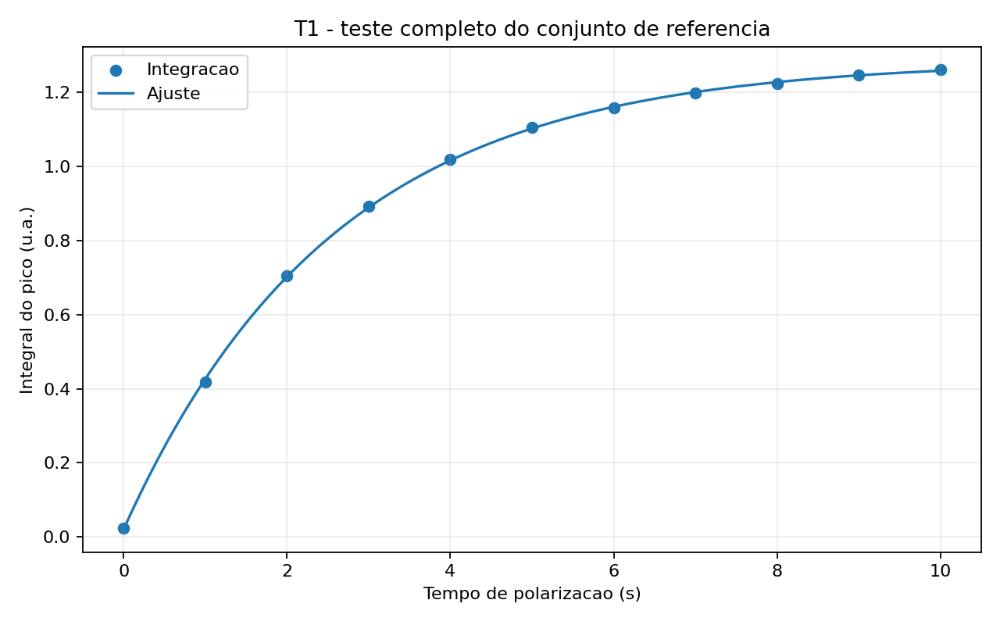 T1 - teste completo do conjunto de referencia
Integracao
Ajuste
Integral do pico (u.a.)
1.2
1.0
0.8
0.6
0.4
0.2
0.0
0 2 4 6 8 10
Tempo de polarizacao (s)